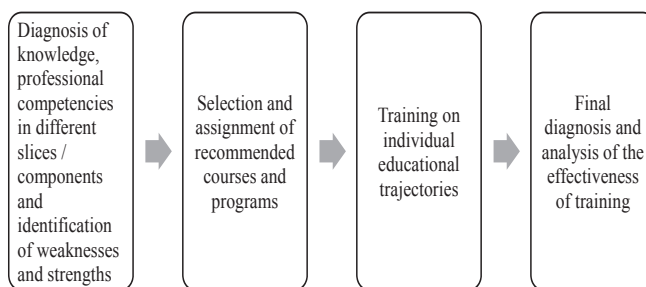 Diagnosis of
knowledge,
professional
competencies
in different
slices /
components
and
identification
of weaknesses
and strengths
Selection and
assignment of
recommended
courses and
programs
Training on
individual
educational
trajectories
Final
diagnosis and
analysis of the
effectiveness
of training